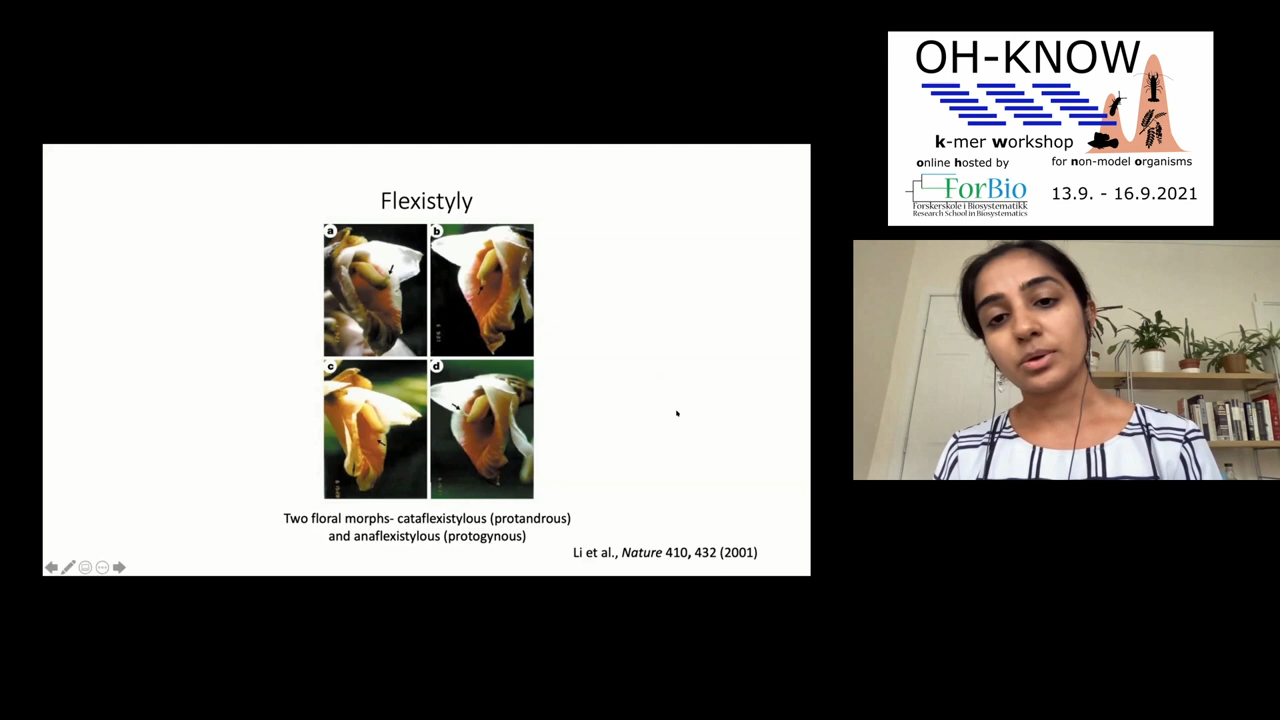 OH-KNOW
k-mer workshop
online hosted by
for non-model organisms
ForBio
Forskerskole i Biosystematikk
Research School in Biosystematics
13.9. - 16.9.2021
Flexistyly
a
b
c
d
Two floral morphs- cataflexistylous (protandrous)
and anaflexistylous (protogynous)
Li et al., Nature 410, 432 (2001)